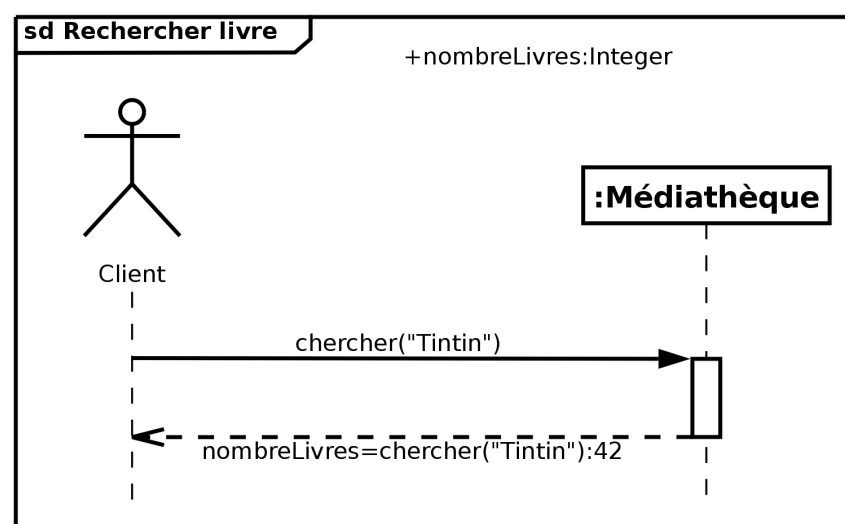 sd Rechercher livre
+nombreLivres:Integer
:Médiathèque
Client
chercher("Tintin")
nombreLivres=chercher("Tintin"):42